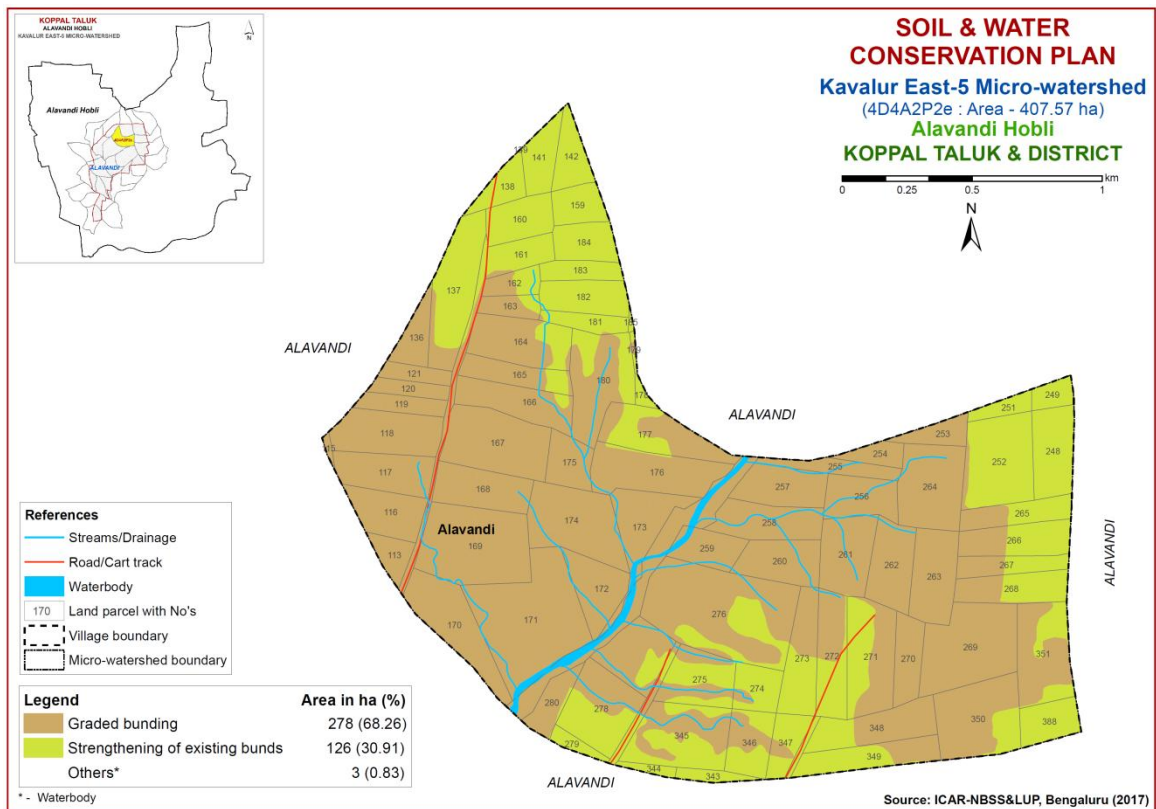 KOPPAL TALUK
ALAVANDI HOBLI
KAVALUR EAST-5 MICRO-WATERSHED
N
Alavandi Hobli
4D4A2P2e
ALAVANDI
SOIL & WATER
CONSERVATION PLAN
Kavalur East-5 Micro-watershed
(4D4A2P2e : Area - 407.57 ha)
Alavandi Hobli
KOPPAL TALUK & DISTRICT
km
0 0.25 0.5 1
N
139 141 142
138
159
160
184
161
183
162
137 182
163
181 185
136 164 179
ALAVANDI
121 165 180
120 166 178
119
ALAVANDI
118 177
167
117 175 176
168
116 174 173
Alavandi
169
113
172
170 171
249
251
253
254 252 248
255
257 264
256
265
258 266
259 261
260 262 263 267
268
ALAVANDI
276
269
273 272 271 270 351
275
274
280 278
348 350 388
345 346 347
279 349
344 343
ALAVANDI
References
Streams/Drainage
Road/Cart track
Waterbody
170 Land parcel with No's
Village boundary
Micro-watershed boundary
Legend Area in ha (%)
Graded bunding 278 (68.26)
Strengthening of existing bunds 126 (30.91)
Others* 3 (0.83)
* - Waterbody
Source: ICAR-NBSS&LUP, Bengaluru (2017)